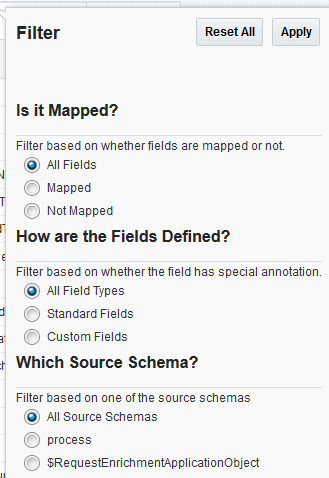 Filter
Reset All
Apply
Is it Mapped?
Filter based on whether fields are mapped or not.
All Fields
Mapped
Not Mapped
How are the Fields Defined?
Filter based on whether the field has special annotation.
All Field Types
Standard Fields
Custom Fields
Which Source Schema?
Filter based on one of the source schemas
All Source Schemas
process
$RequestEnrichmentApplicationObject